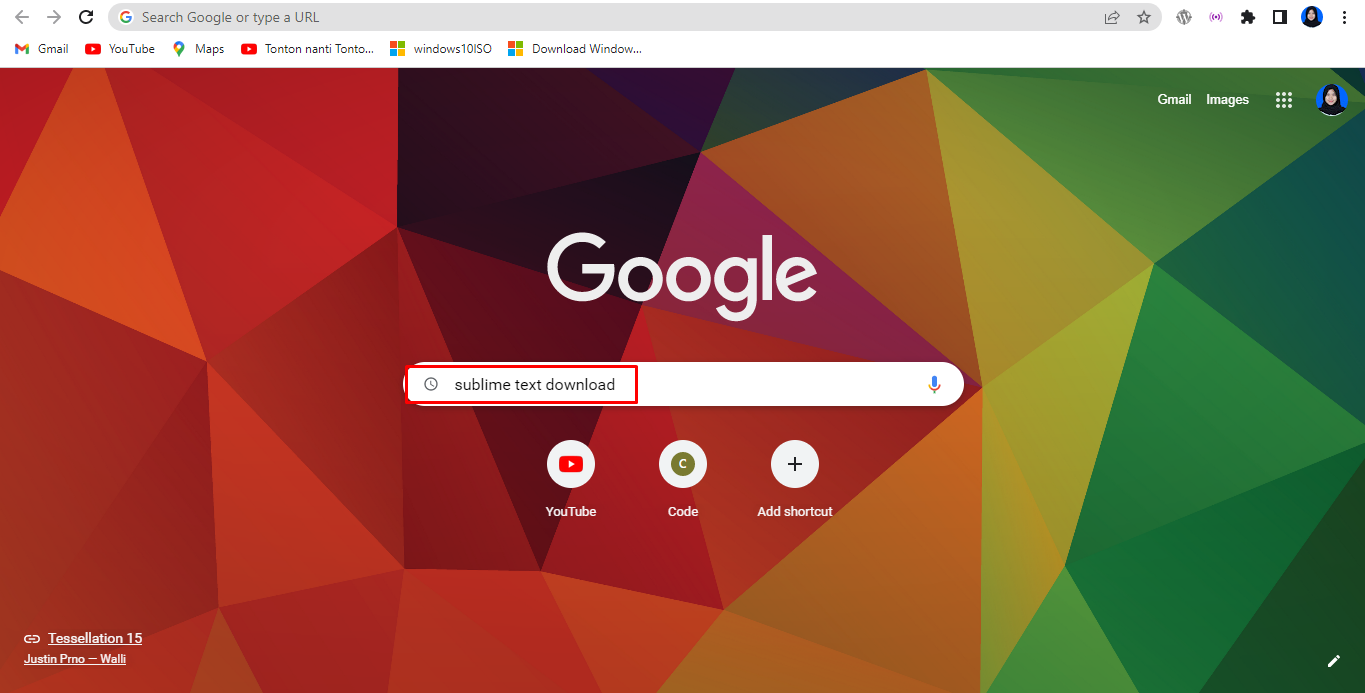 Search Google or type a URL
Gmail YouTube Maps Tonton nanti Tonto... windows10ISO Download Window...
Gmail Images
Google
sublime text download
C
YouTube Code Add shortcut
Tessellation 15
Justin Prno — Walli